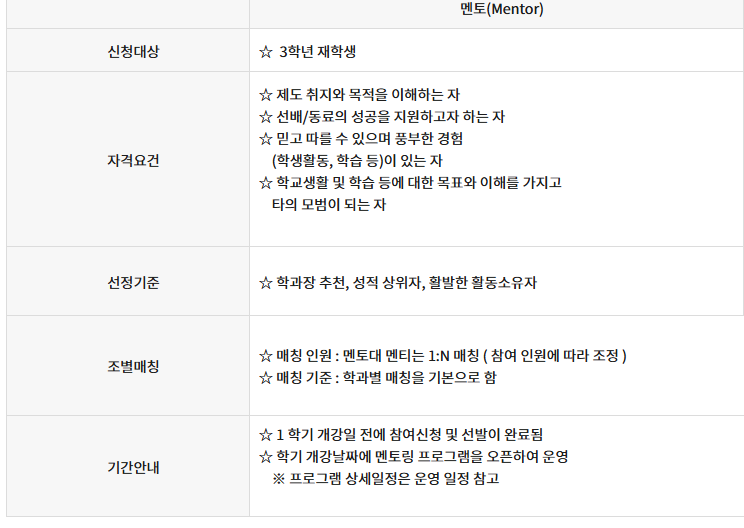 멘토(Mentor)
신청대상
☆ 3학년 재학생
자격요건
☆ 제도 취지와 목적을 이해하는 자
☆ 선배/동료의 성공을 지원하고자 하는 자
☆ 믿고 따를 수 있으며 풍부한 경험
(학생활동, 학습 등)이 있는 자
☆ 학교생활 및 학습 등에 대한 목표와 이해를 가지고
타의 모범이 되는 자
선정기준
☆ 학과장 추천, 성적 상위자, 활발한 활동소유자
조별매칭
☆ 매칭 인원 : 멘토대 멘티는 1:N 매칭 ( 참여 인원에 따라 조정 )
☆ 매칭 기준 : 학과별 매칭을 기본으로 함
기간안내
☆ 1 학기 개강일 전에 참여신청 및 선발이 완료됨
☆ 학기 개강날짜에 멘토링 프로그램을 오픈하여 운영
※ 프로그램 상세일정은 운영 일정 참고